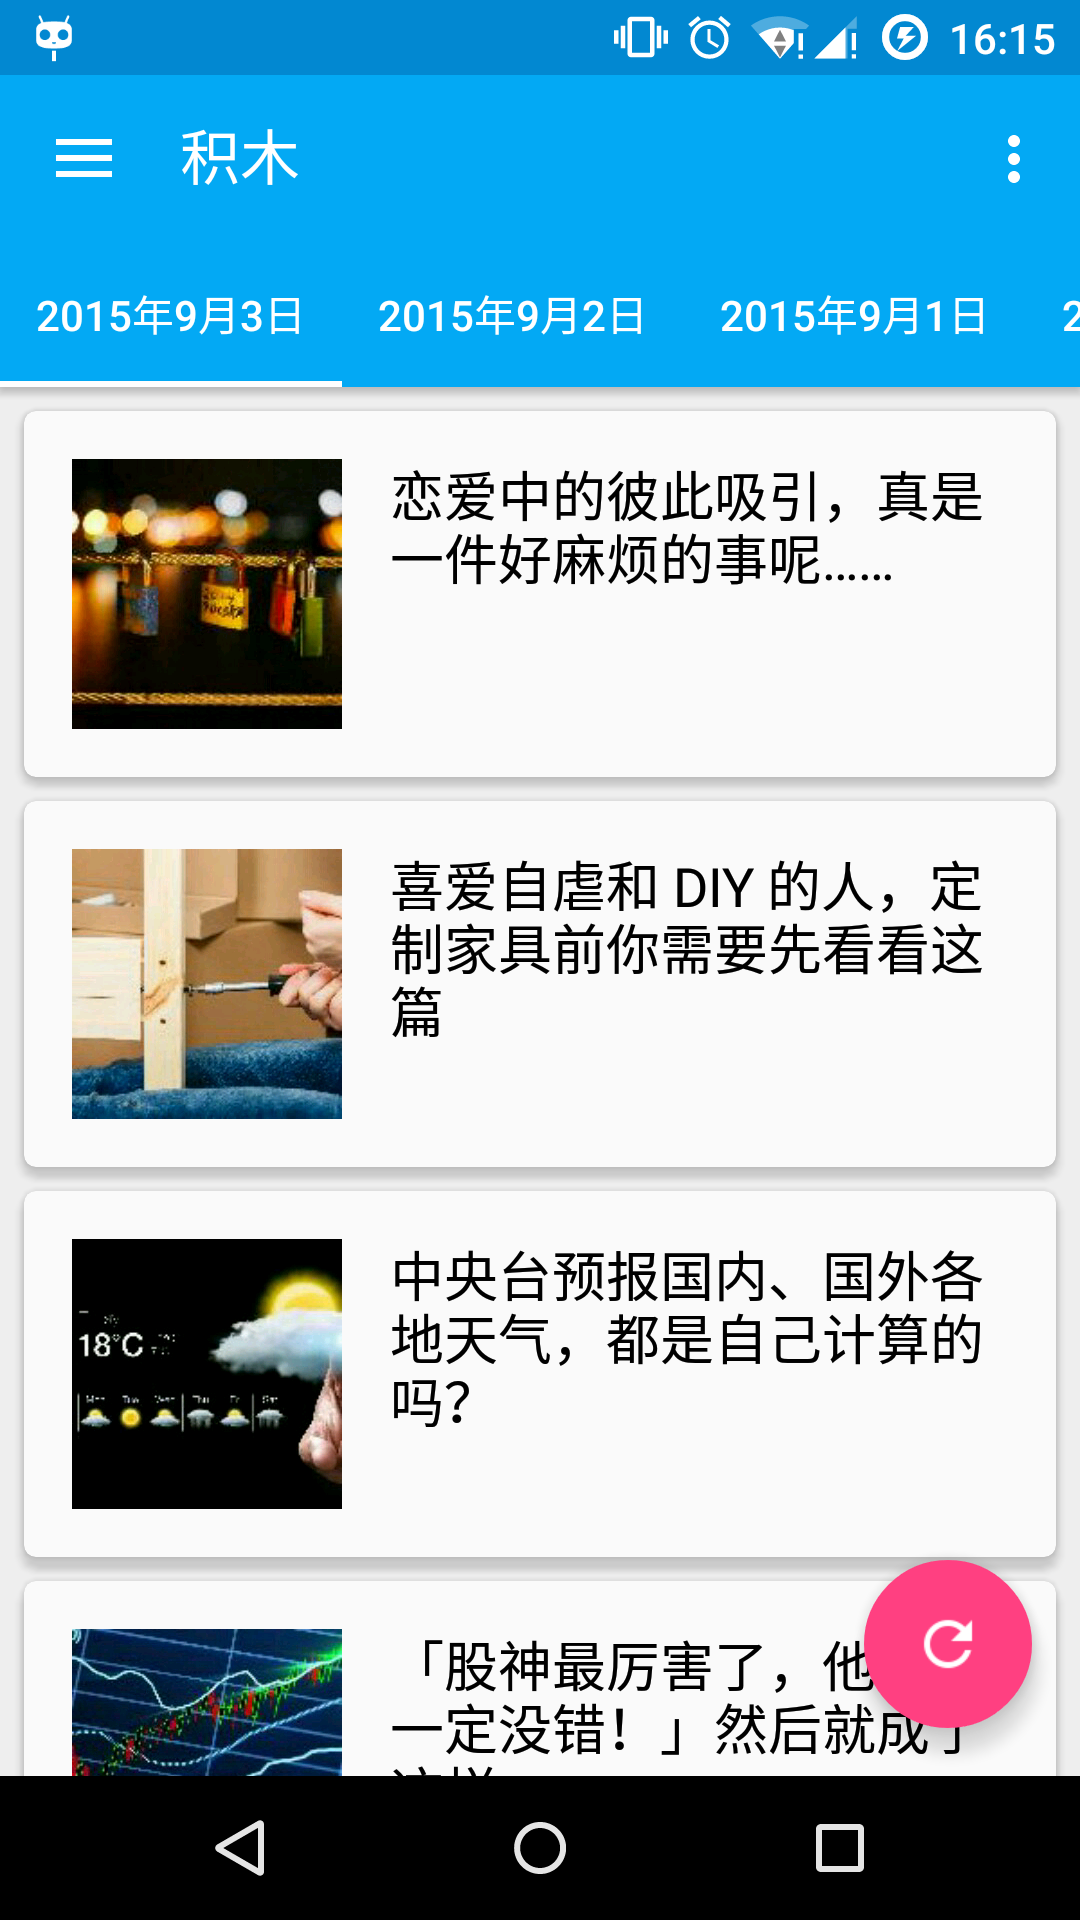 16:15
积木
2015年9月3日 2015年9月2日 2015年9月1日 2
恋爱中的彼此吸引，真是
一件好麻烦的事呢……
喜爱自虐和 DIY 的人，定
制家具前你需要先看看这
篇
18°C
中央台预报国内、国外各
地天气，都是自己计算的
吗？
「股神最厉害了，他
一定没错！」然后就成了